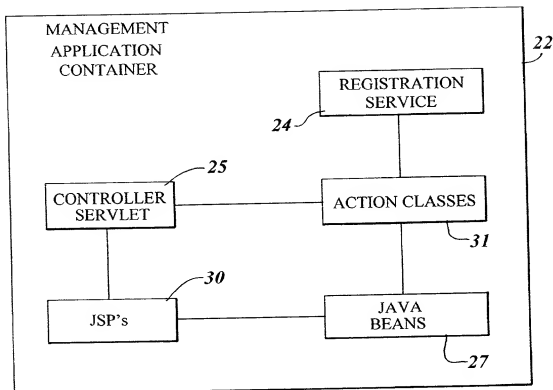 MANAGEMENT
APPLICATION
CONTAINER
22
REGISTRATION
SERVICE
24
25
CONTROLLER
SERVLET
ACTION CLASSES
31
30
JSP's
JAVA
BEANS
27